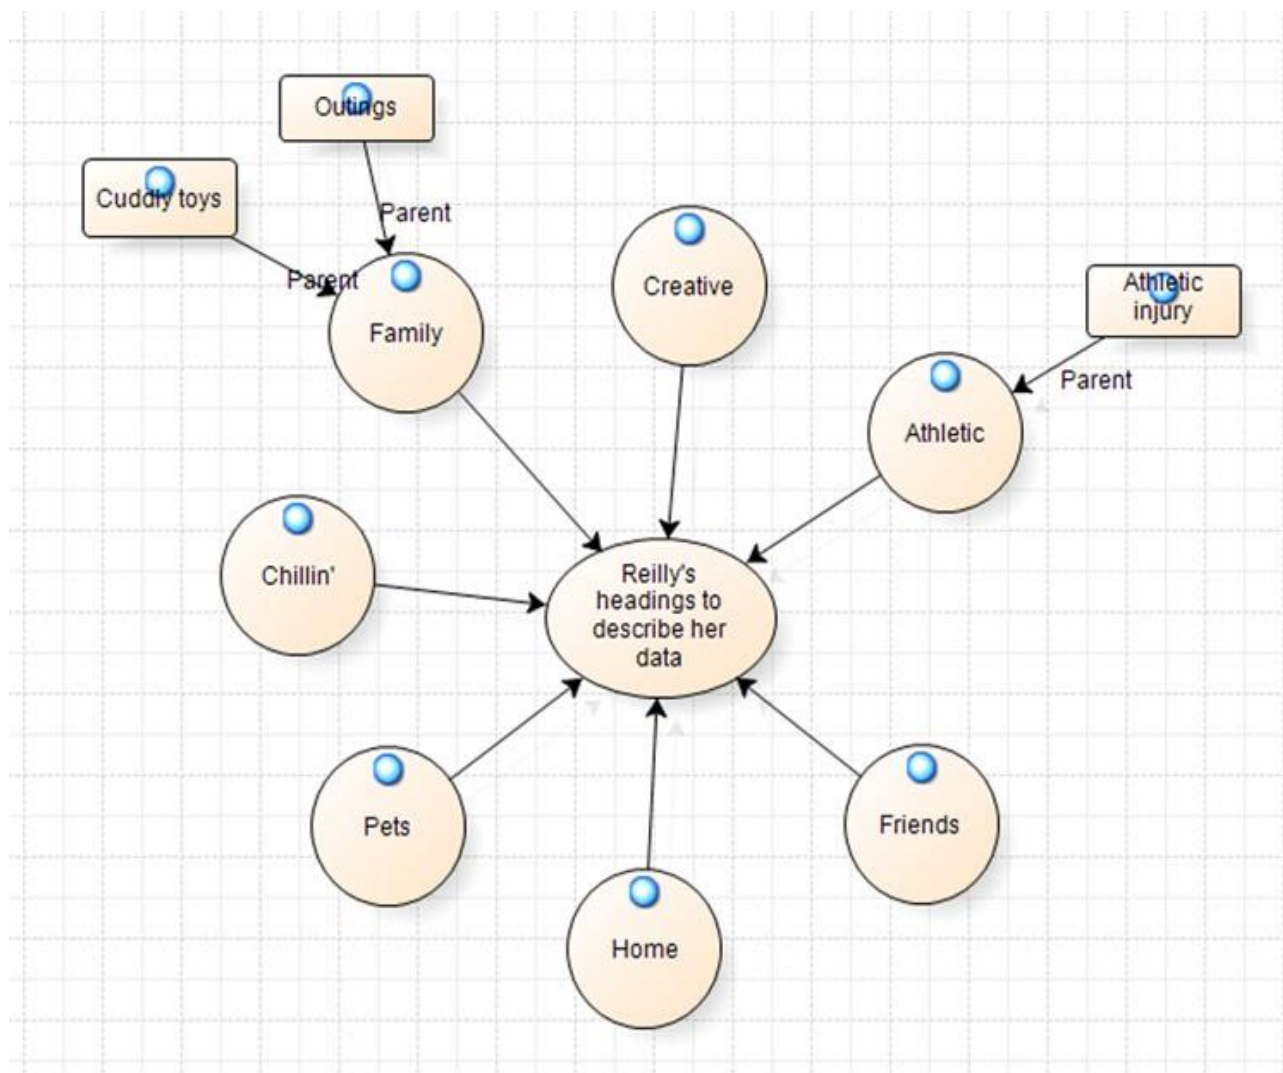 Outings
Cuddly toys
Parent
Parent
Family
Creative
Athletic
injury
Parent
Athletic
Chillin'
Reilly's
headings to
describe her
data
Pets
Friends
Home